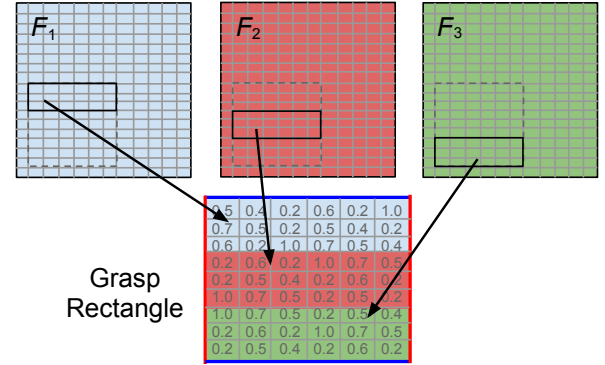 F1
F2
F3
Grasp
Rectangle
0.5 0.4 0.2 0.6 0.2 1.0
0.7 0.5 0.2 0.5 0.4 0.2
0.6 0.2 1.0 0.7 0.5 0.4
0.2 0.6 0.2 1.0 0.7 0.5
0.2 0.5 0.4 0.2 0.6 0.2
1.0 0.7 0.5 0.2 0.5 0.2
1.0 0.7 0.5 0.2 0.5 0.4
0.2 0.6 0.2 1.0 0.7 0.5
0.2 0.5 0.4 0.2 0.6 0.2